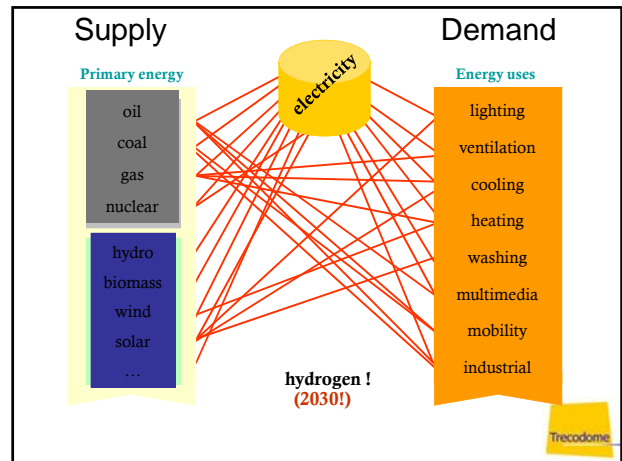 Supply
Primary energy
oil
coal
gas
nuclear
hydro
biomass
wind
solar
...
electricity
Demand
Energy uses
lighting
ventilation
cooling
heating
washing
multimedia
mobility
industrial
hydrogen !
(2030!)
Trecodome